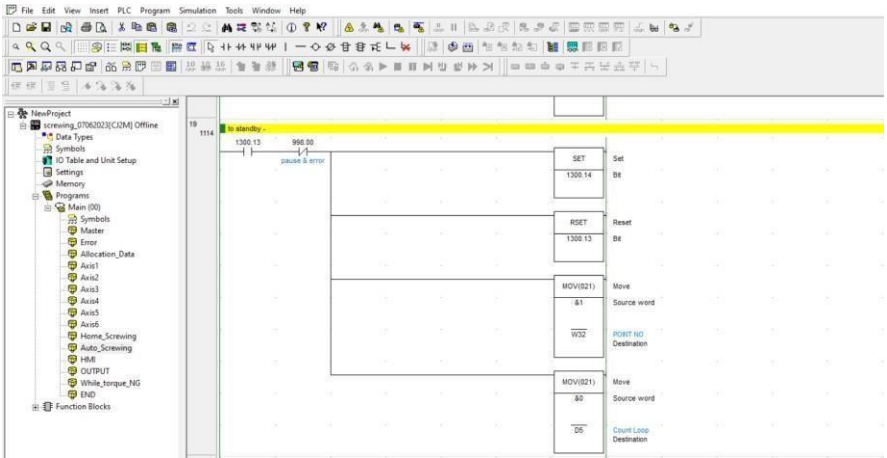 File Edit View Insert PLC Program Simulation Tools Window Help
NewProject
screwing_07062023[CJ2M] Offline
Data Types
Symbols
IO Table and Unit Setup
Settings
Memory
Programs
Main (00)
Symbols
Master
Error
Allocation_Data
Axis1
Axis2
Axis3
Axis4
Axis5
Axis6
Home_Screwing
Auto_Screwing
HMI
OUTPUT
While_torque_NG
END
Function Blocks
19
1114
to standby -
1300.13 998.00
pause & error
SET Set
1300.14 Bit
RSET Reset
1300.13 Bit
MOV(021) Move
&1 Source word
W32 POINT NO
Destination
MOV(021) Move
&0 Source word
D5 Count Loop
Destination